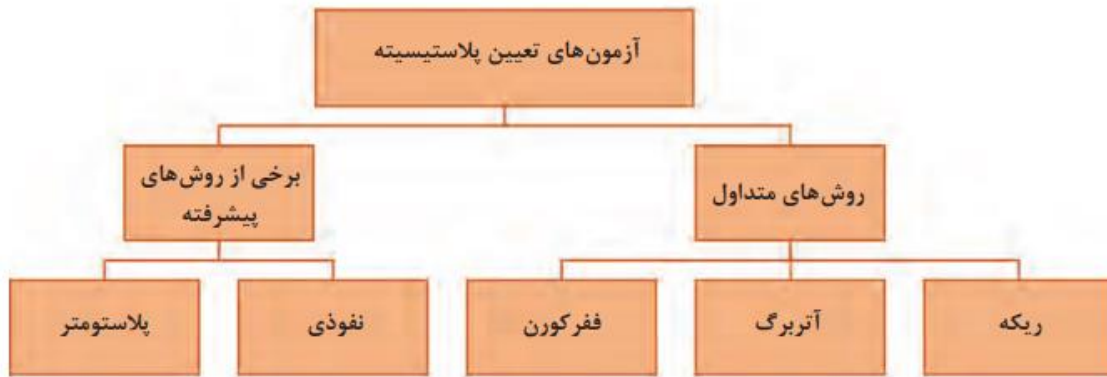 آزمون‌های تعیین پلاستیسیته
روش‌های متداول
برخی از روش‌های
پیشرفته
ریکه
آتربرگ
ففرکورن
نفوذی
پلاستومتر